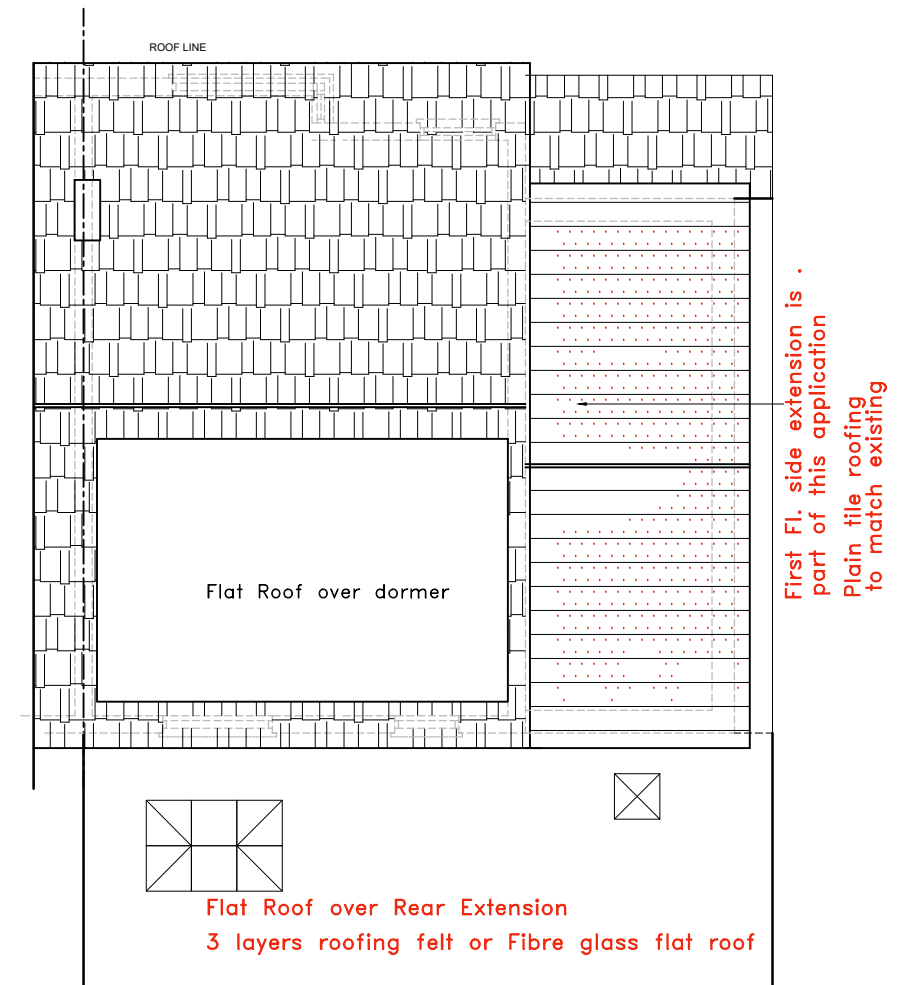 ROOF LINE
First Fl. side extension is .
part of this application
Plain tile roofing
to match existing
Flat Roof over dormer
Flat Roof over Rear Extension
3 layers roofing felt or Fibre glass flat roof